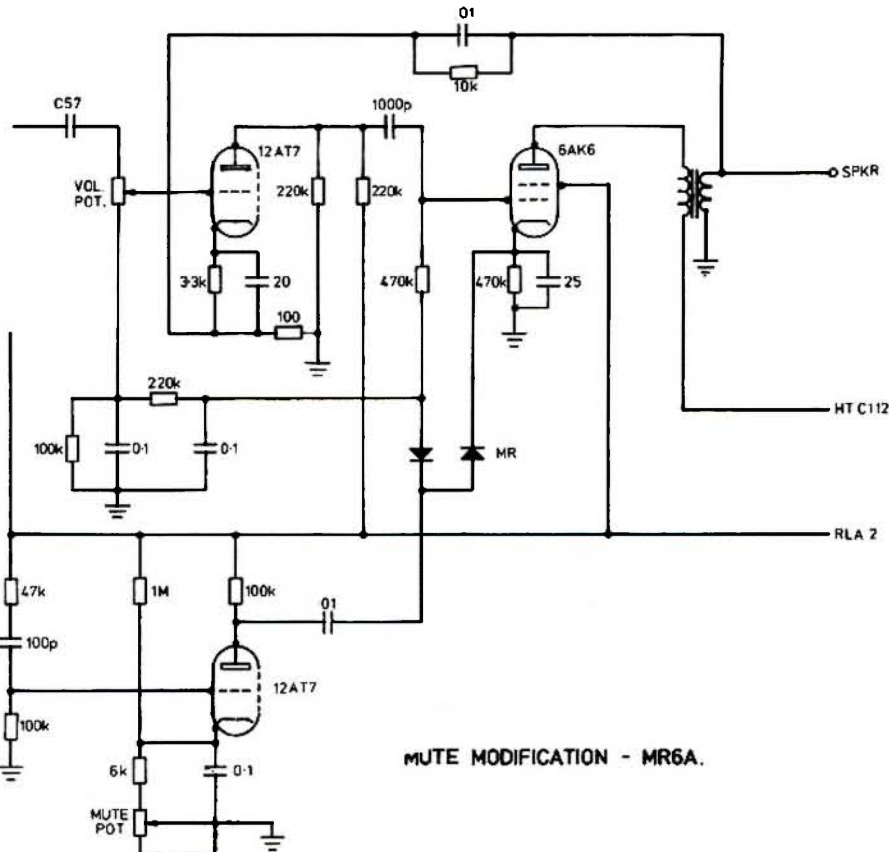 01
10k
C57
1000p
12AT7
6AK6
SPKR
VOL.
POT.
220k
220k
3·3k
20
470k
470k
25
100
220k
HT C112
100k
0·1
0·1
MR
RLA 2
47k
1M
100k
01
100p
12AT7
100k
6k
0·1
MUTE MODIFICATION - MR6A.
MUTE
POT